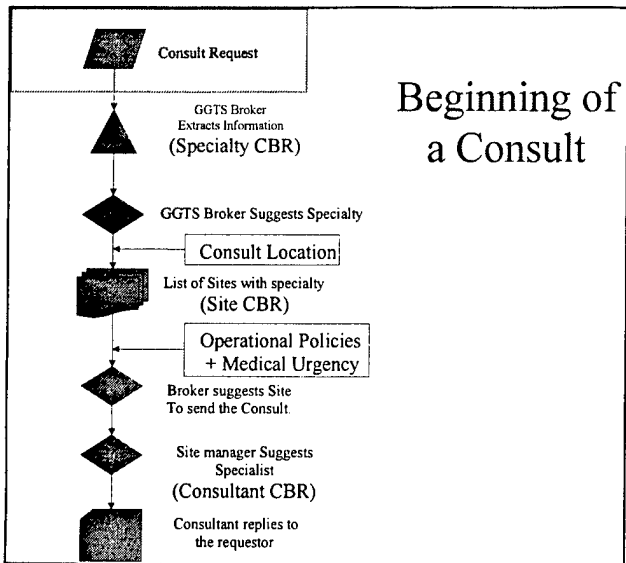 Consult Request
Beginning of
a Consult
GGTS Broker
Extracts Information
(Specialty CBR)
GGTS Broker Suggests Specialty
Consult Location
List of Sites with specialty
(Site CBR)
Operational Policies
+ Medical Urgency
Broker suggests Site
To send the Consult.
Site manager Suggests
Specialist
(Consultant CBR)
Consultant replies to
the requestor